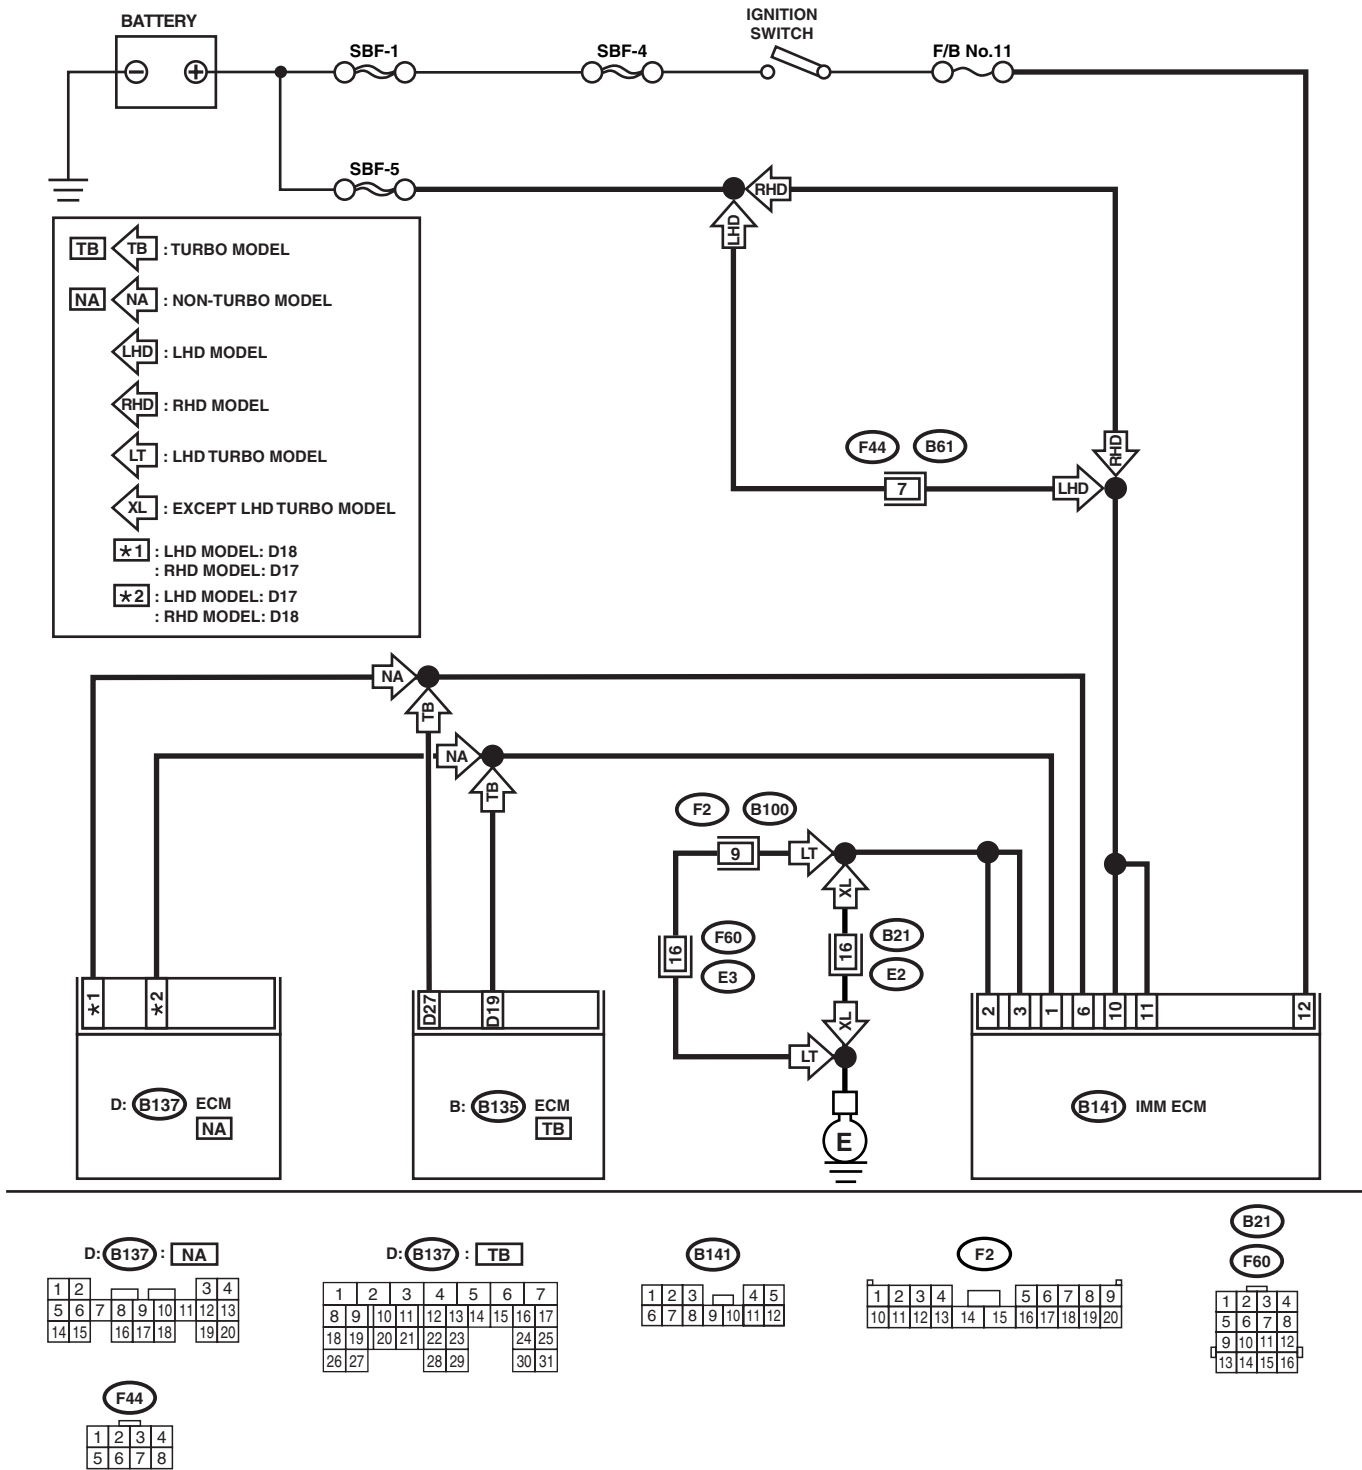 BATTERY
IGNITION
SWITCH
SBF-1
SBF-4
F/B No.11
SBF-5
RHD
LHD
TB TB : TURBO MODEL
NA NA : NON-TURBO MODEL
LHD : LHD MODEL
RHD : RHD MODEL
LT : LHD TURBO MODEL
XL : EXCEPT LHD TURBO MODEL
*1 : LHD MODEL: D18
: RHD MODEL: D17
*2 : LHD MODEL: D17
: RHD MODEL: D18
F44 B61
RHD
7 LHD
NA
TB
NA
TB
F2 B100
9 LT
XL
16 F60 E3
16 B21 E2
XL
LT
*1 *2
D27 D19
2 3 1 6 10 11 12
D: B137 ECM
NA
B: B135 ECM
TB
E
B141 IMM ECM
D: B137 : NA
1 2 3 4
5 6 7 8 9 10 11 12 13
14 15 16 17 18 19 20
D: B137 : TB
1 2 3 4 5 6 7
8 9 10 11 12 13 14 15 16 17
18 19 20 21 22 23 24 25
26 27 28 29 30 31
B141
1 2 3 4 5
6 7 8 9 10 11 12
F2
1 2 3 4 5 6 7 8 9
10 11 12 13 14 15 16 17 18 19 20
B21
F60
1 2 3 4
5 6 7 8
9 10 11 12
13 14 15 16
F44
1 2 3 4
5 6 7 8